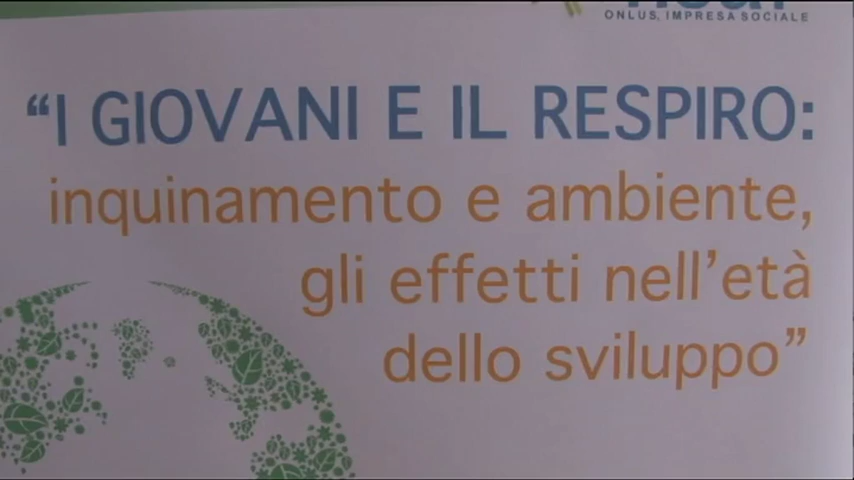 ONLUS, IMPRESA SOCIALE
“I GIOVANI E IL RESPIRO:
inquinamento e ambiente,
gli effetti nell’età
dello sviluppo”